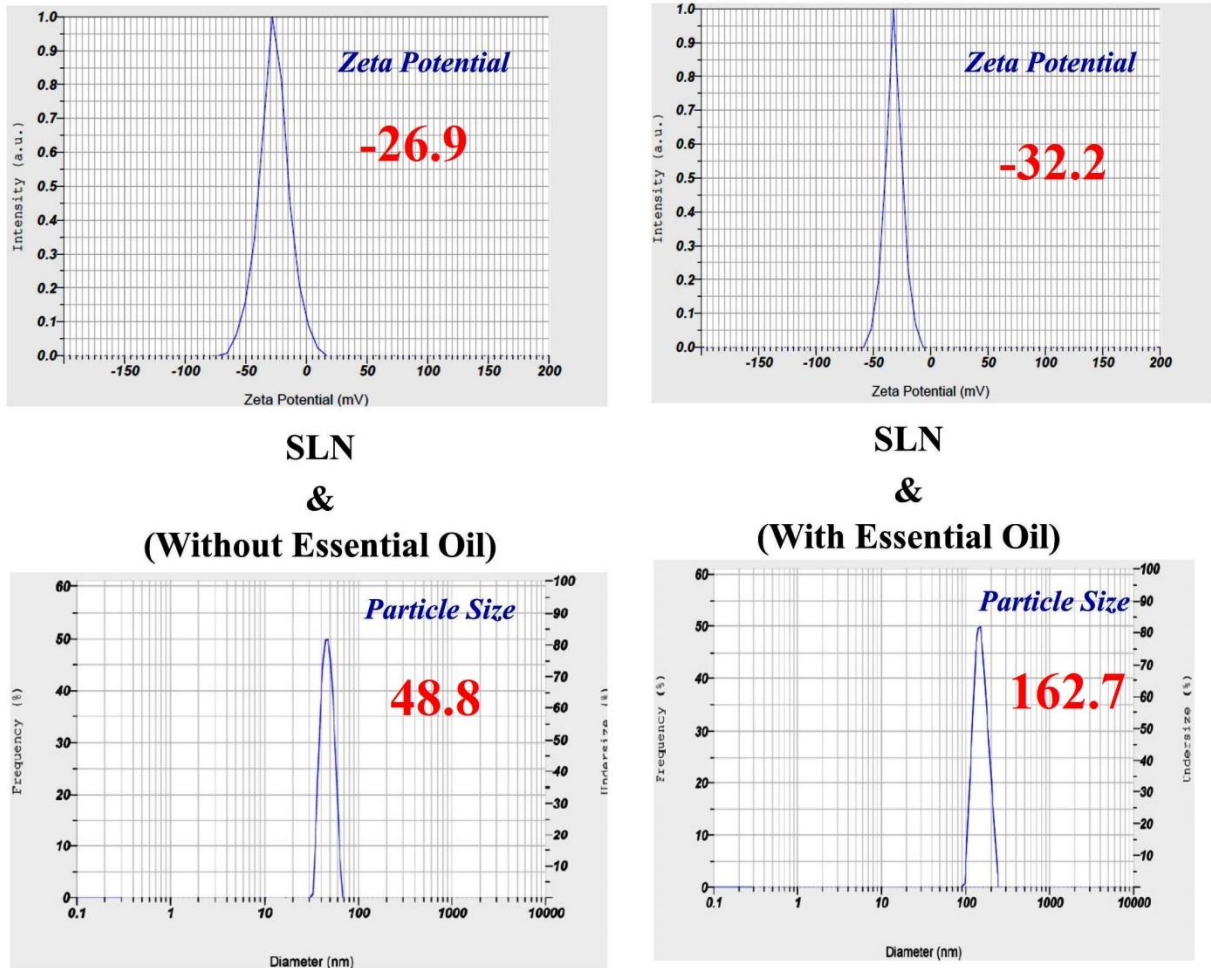 1.0
0.9
0.8
0.7
0.6
0.5
0.4
0.3
0.2
0.1
0.0
Intensity (a.u.)
Zeta Potential
-26.9
-150 -100 -50 0 50 100 150 200
Zeta Potential (mV)
1.0
0.9
0.8
0.7
0.6
0.5
0.4
0.3
0.2
0.1
0.0
Intensity (a.u.)
Zeta Potential
-32.2
-150 -100 -50 0 50 100 150 200
Zeta Potential (mV)
SLN
&
(Without Essential Oil)
SLN
&
(With Essential Oil)
60
50
40
30
20
10
0
Frequency (%)
Particle Size
48.8
100
90
80
70
60
50
40
30
20
10
Undersize (%)
0.1 1 10 100 1000 10000
Diameter (nm)
60
50
40
30
20
10
0
Frequency (%)
Particle Size
162.7
100
90
80
70
60
50
40
30
20
10
Undersize (%)
0.1 1 10 100 1000 10000
Diameter (nm)